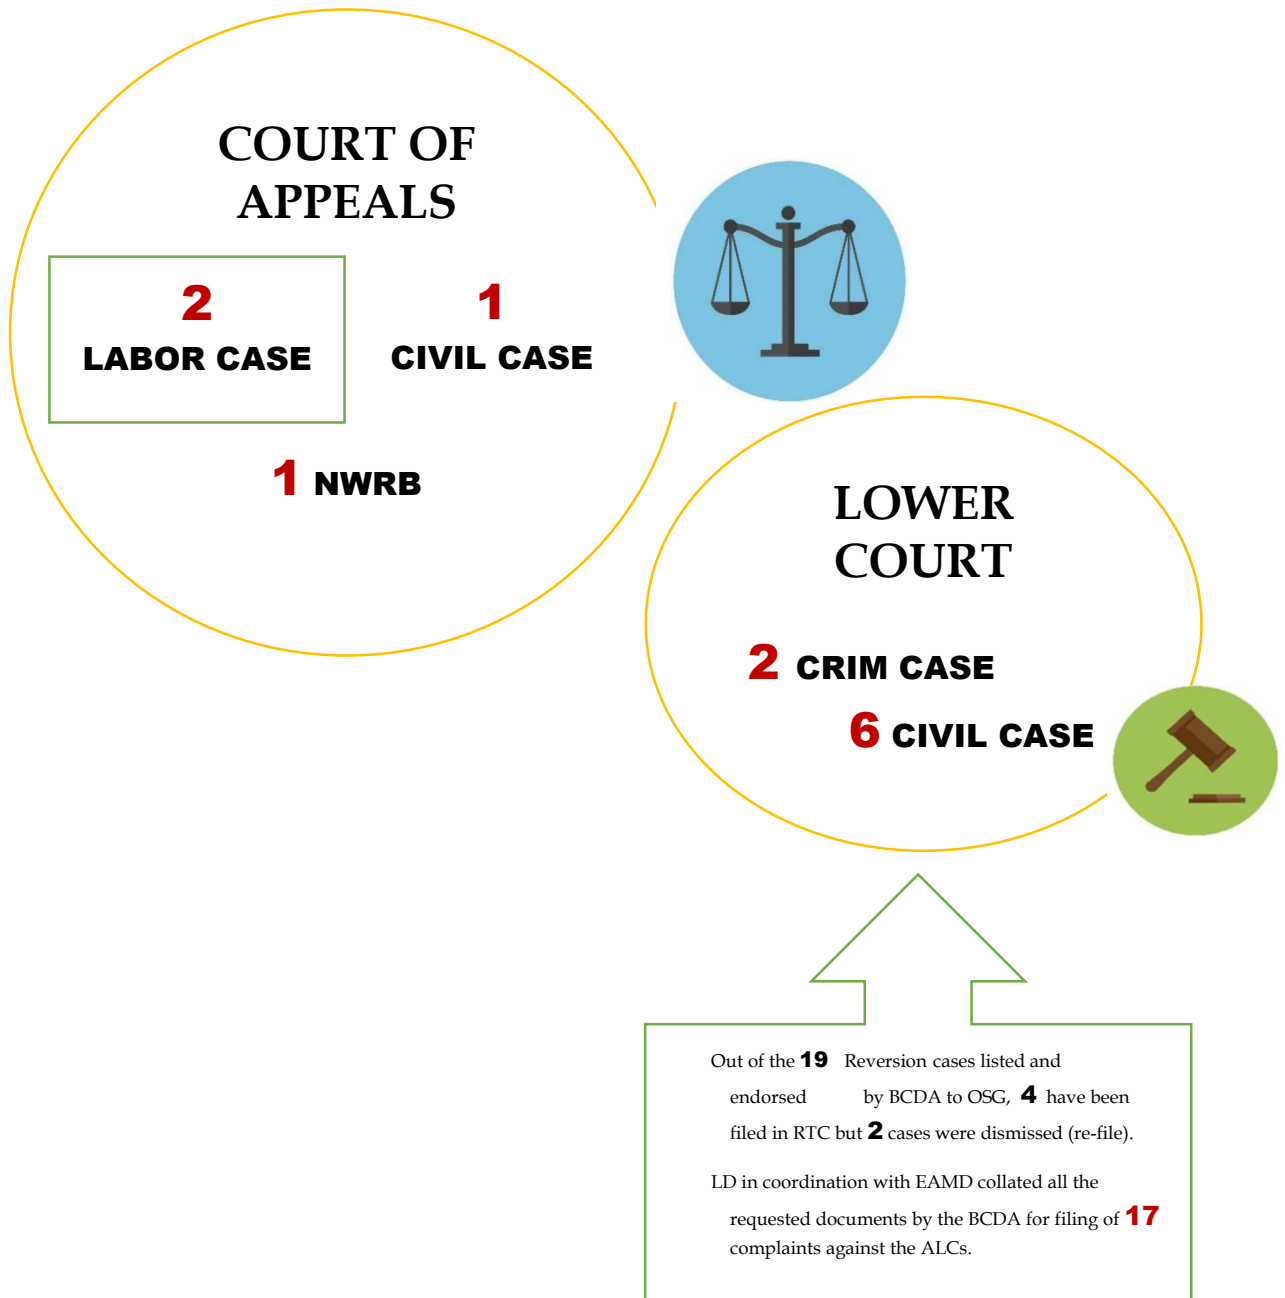 COURT OF
APPEALS
2
LABOR CASE
1
CIVIL CASE
1 NWRB
LOWER
COURT
2 CRIM CASE
6 CIVIL CASE
Out of the 19 Reversion cases listed and
endorsed by BCDA to OSG, 4 have been
filed in RTC but 2 cases were dismissed (re-file).
LD in coordination with EAMD collated all the
requested documents by the BCDA for filing of 17
complaints against the ALCs.